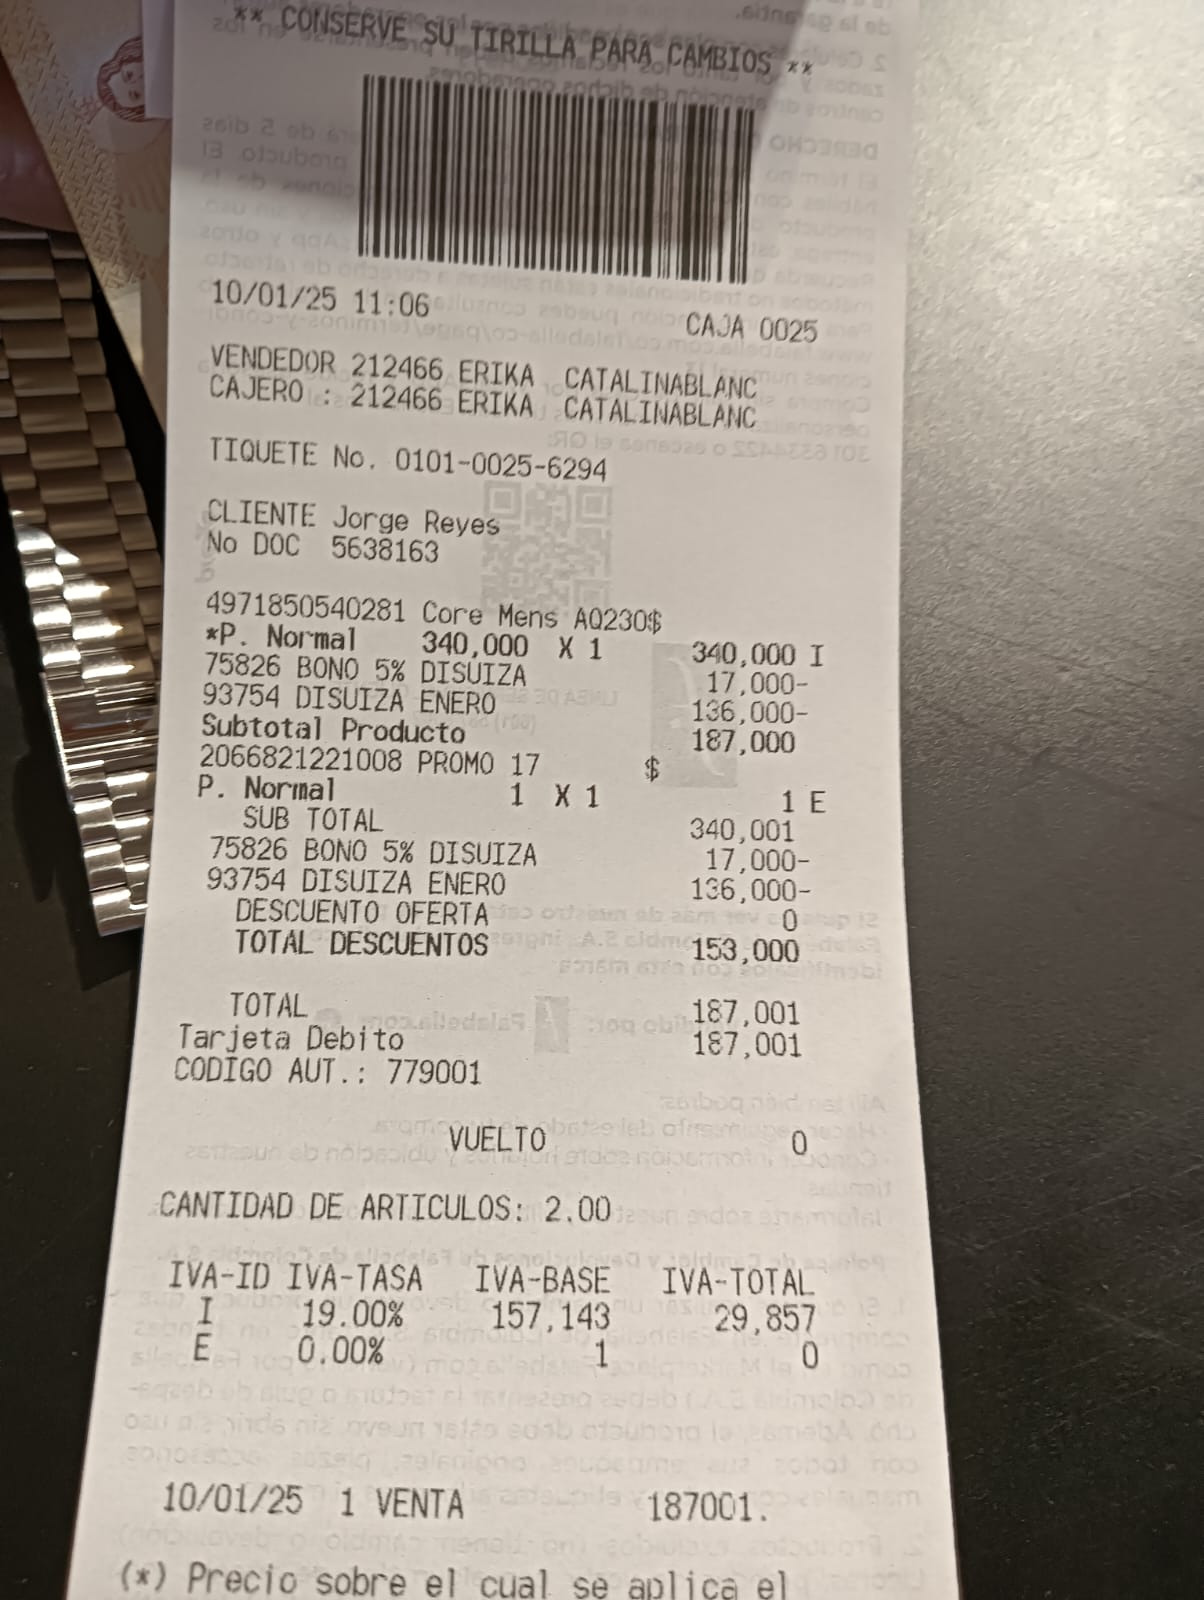 ** CONSERVE SU TIRILLA PARA CAMBIOS **
10/01/25 11:06 CAJA 0025
VENDEDOR 212466 ERIKA CATALINABLANC
CAJERO : 212466 ERIKA CATALINABLANC
TIQUETE No. 0101-0025-6294
CLIENTE Jorge Reyes
No DOC 5638163
4971850540281 Core Mens AQ230$
*P. Normal 340,000 X 1 340,000 I
75826 BONO 5% DISUIZA 17,000-
93754 DISUIZA ENERO 136,000-
Subtotal Producto 187,000
2066821221008 PROMO 17 $
P. Normal 1 X 1 1 E
SUB TOTAL 340,001
75826 BONO 5% DISUIZA 17,000-
93754 DISUIZA ENERO 136,000-
DESCUENTO OFERTA 0
TOTAL DESCUENTOS 153,000
TOTAL 187,001
Tarjeta Debito 187,001
CODIGO AUT.: 779001
VUELTO 0
CANTIDAD DE ARTICULOS: 2.00
IVA-ID IVA-TASA IVA-BASE IVA-TOTAL
I 19.00% 157,143 29,857
E 0.00% 1 0
10/01/25 1 VENTA 187001.
(*) Precio sobre el cual se aplica el